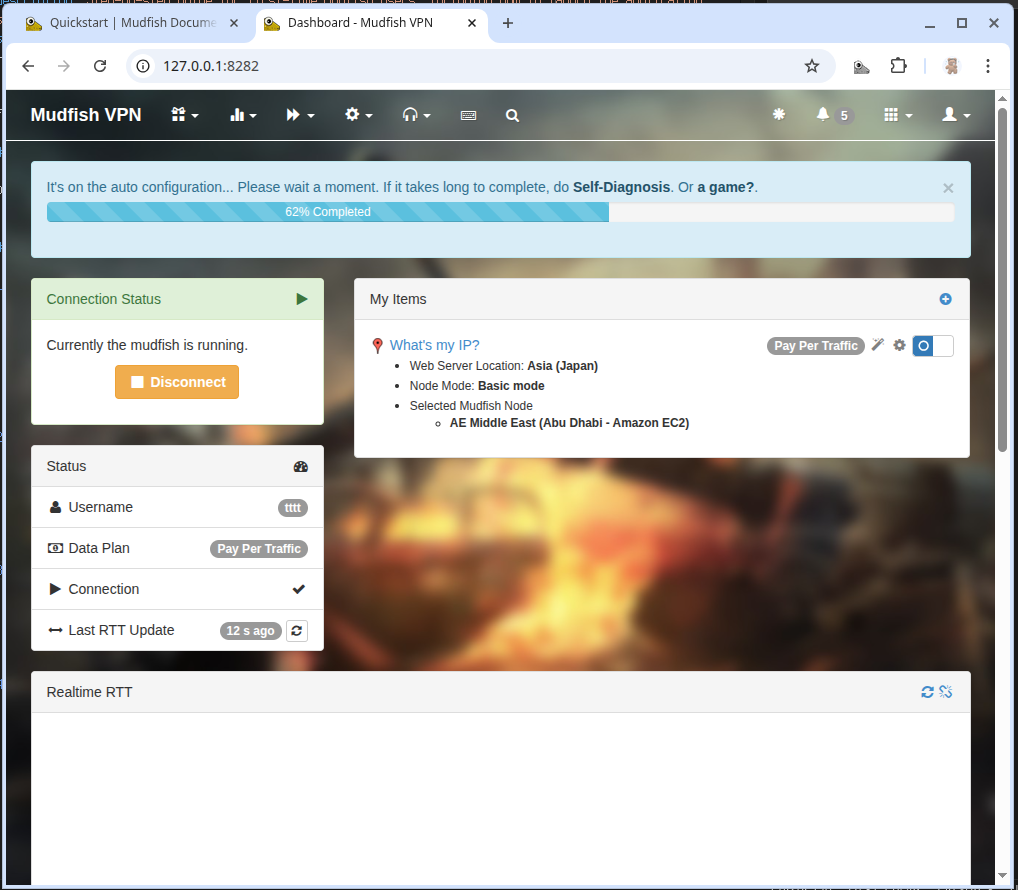 Quickstart | Mudfish Docume
Dashboard - Mudfish VPN
127.0.0.1:8282
Mudfish VPN
5
It's on the auto configuration... Please wait a moment. If it takes long to complete, do Self-Diagnosis. Or a game?.
62% Completed
Connection Status
Currently the mudfish is running.
Disconnect
My Items
What's my IP?
Pay Per Traffic
Web Server Location: Asia (Japan)
Node Mode: Basic mode
Selected Mudfish Node
AE Middle East (Abu Dhabi - Amazon EC2)
Status
Username
tttt
Data Plan
Pay Per Traffic
Connection
Last RTT Update
12 s ago
Realtime RTT